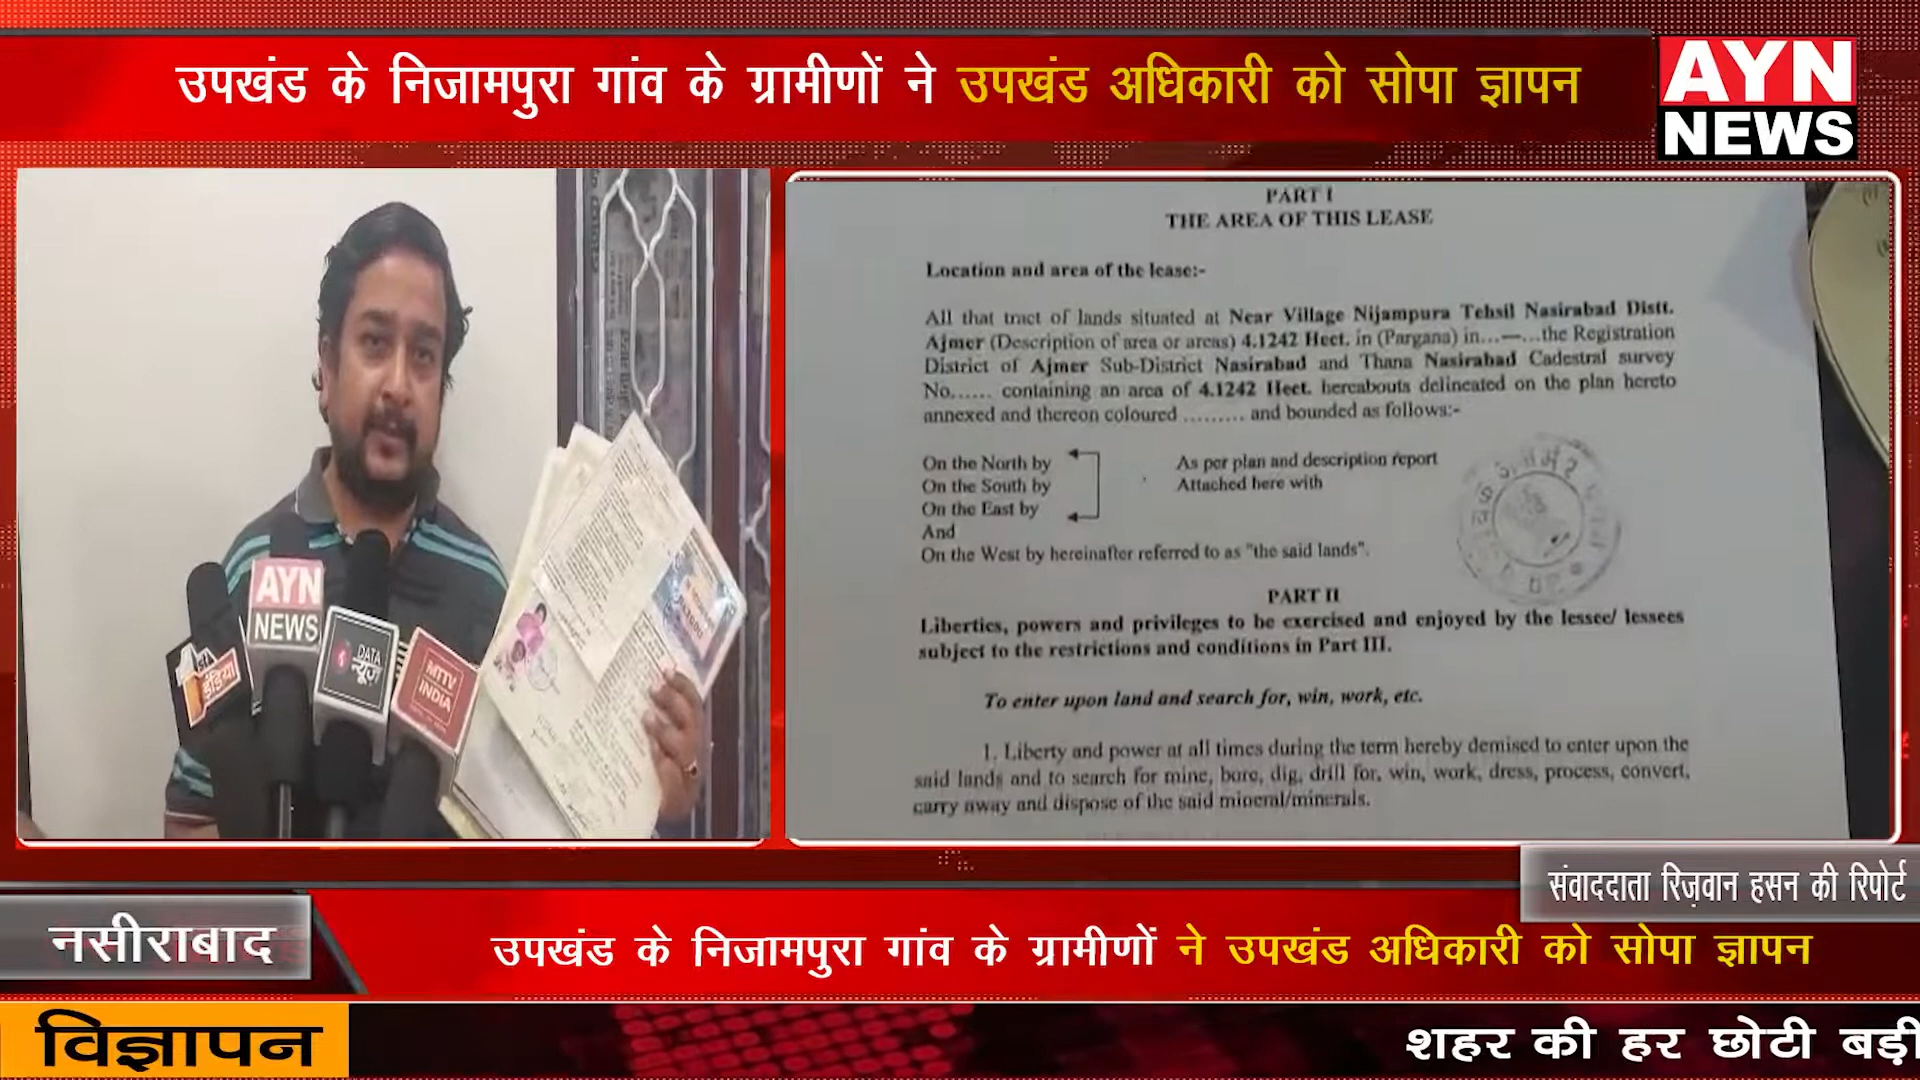 उपखंड के निजामपुरा गांव के ग्रामीणों ने उपखंड अधिकारी को सोपा ज्ञापन
AYN
NEWS
AYN
NEWS
इंडिया
DATA
न्यूज़
MTTV
INDIA
PART I
THE AREA OF THIS LEASE
Location and area of the lease:-
All that tract of lands situated at Near Village Nijampura Tehsil Nasirabad Distt.
Ajmer (Description of area or areas) 4.1242 Hect. in (Pargana) in...—...the Registration
District of Ajmer Sub-District Nasirabad and Thana Nasirabad Cadestral survey
No...... containing an area of 4.1242 Hect. hereabouts delineated on the plan hereto
annexed and thereon coloured ......... and bounded as follows:-
On the North by
On the South by
On the East by
As per plan and description report
Attached here with
And
On the West by hereinafter referred to as "the said lands".
PART II
Liberties, powers and privileges to be exercised and enjoyed by the lessee/ lessees
subject to the restrictions and conditions in Part III.
To enter upon land and search for, win, work, etc.
1. Liberty and power at all times during the term hereby demised to enter upon the
said lands and to search for mine, bore, dig, drill for, win, work, dress, process, convert,
carry away and dispose of the said mineral/minerals.
संवाददाता रिज़वान हसन की रिपोर्ट
नसीराबाद
उपखंड के निजामपुरा गांव के ग्रामीणों ने उपखंड अधिकारी को सोपा ज्ञापन
विज्ञापन
शहर की हर छोटी बड़ी